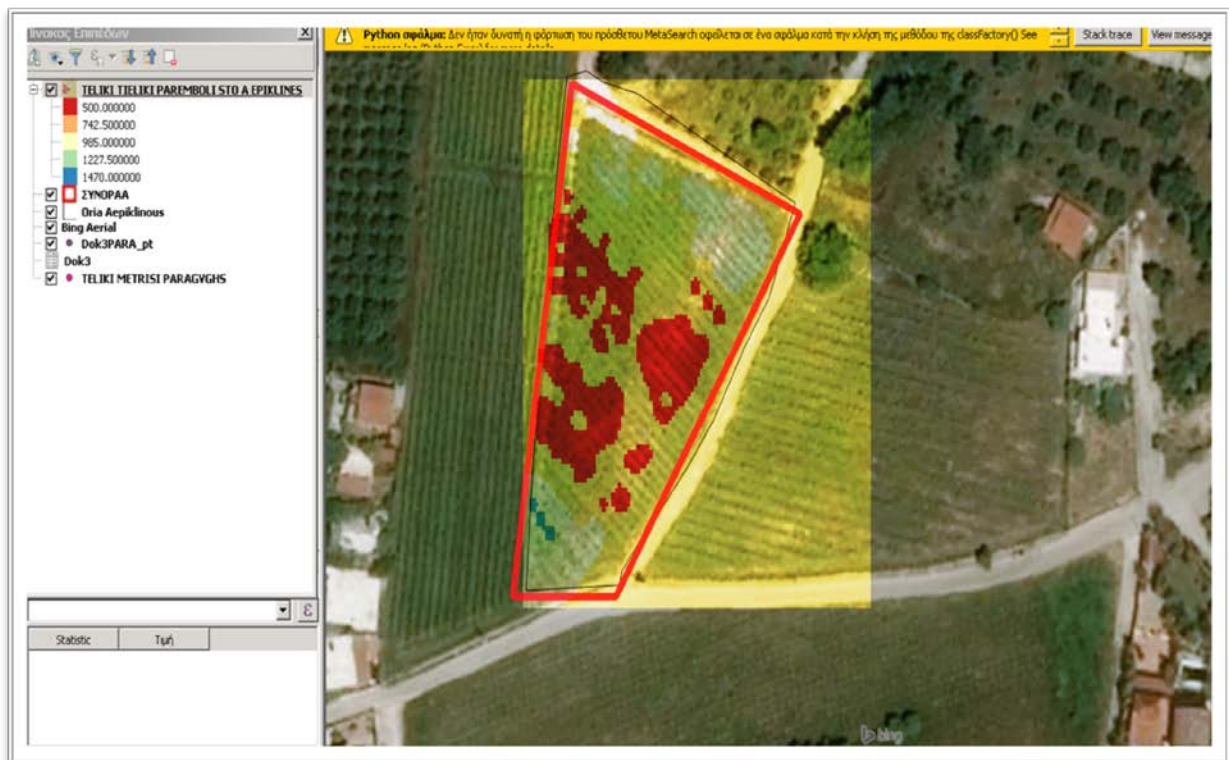 Πίνακας Επιπέδων
Python σφάλμα: Δεν ήταν δυνατή η φόρτωση του πρόσθετου MetaSearch οφείλεται σε ένα σφάλμα κατά την κλήση της μεθόδου της classFactory() See
Stack trace
View message
TELIKI TIELIKI PAREMBOLI STO A EPIKLINES
500.000000
742.500000
985.000000
1227.500000
1470.000000
ΣΥΝΟΡΑΑ
Oria Aepiklinous
Bing Aerial
Dok3PARA_pt
Dok3
TELIKI METRISI PARAGVGHS
ε
Statistic Τιμή
bing